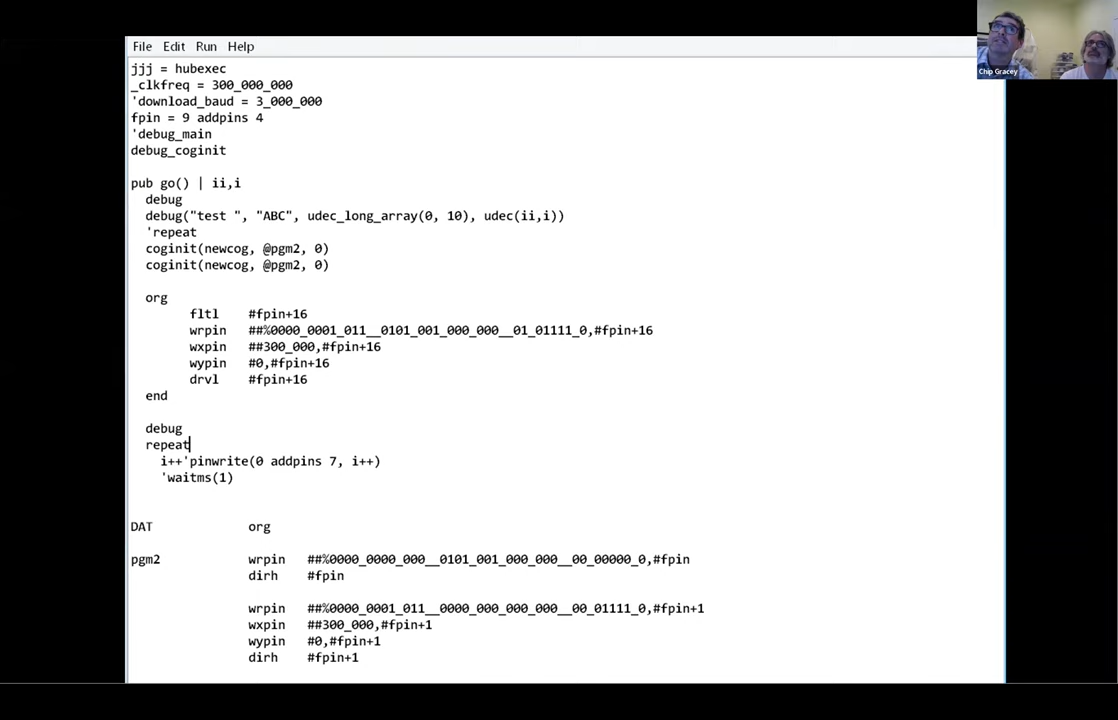 File Edit Run Help
Chip Gracey
jjj = hubexec
_clkfreq = 300_000_000
'download_baud = 3_000_000
fpin = 9 addpins 4
'debug_main
debug_coginit
pub go() | ii,i
debug
debug("test ", "ABC", udec_long_array(0, 10), udec(ii,i))
'repeat
coginit(newcog, @pgm2, 0)
coginit(newcog, @pgm2, 0)
org
fltl #fpin+16
wrpin ##%0000_0001_011__0101_001_000_000__01_01111_0,#fpin+16
wxpin ##300_000,#fpin+16
wypin #0,#fpin+16
drvl #fpin+16
end
debug
repeat
i++'pinwrite(0 addpins 7, i++)
'waitms(1)
DAT org
pgm2 wrpin ##%0000_0000_000__0101_001_000_000__00_00000_0,#fpin
dirh #fpin
wrpin ##%0000_0001_011__0000_000_000_000__00_01111_0,#fpin+1
wxpin ##300_000,#fpin+1
wypin #0,#fpin+1
dirh #fpin+1